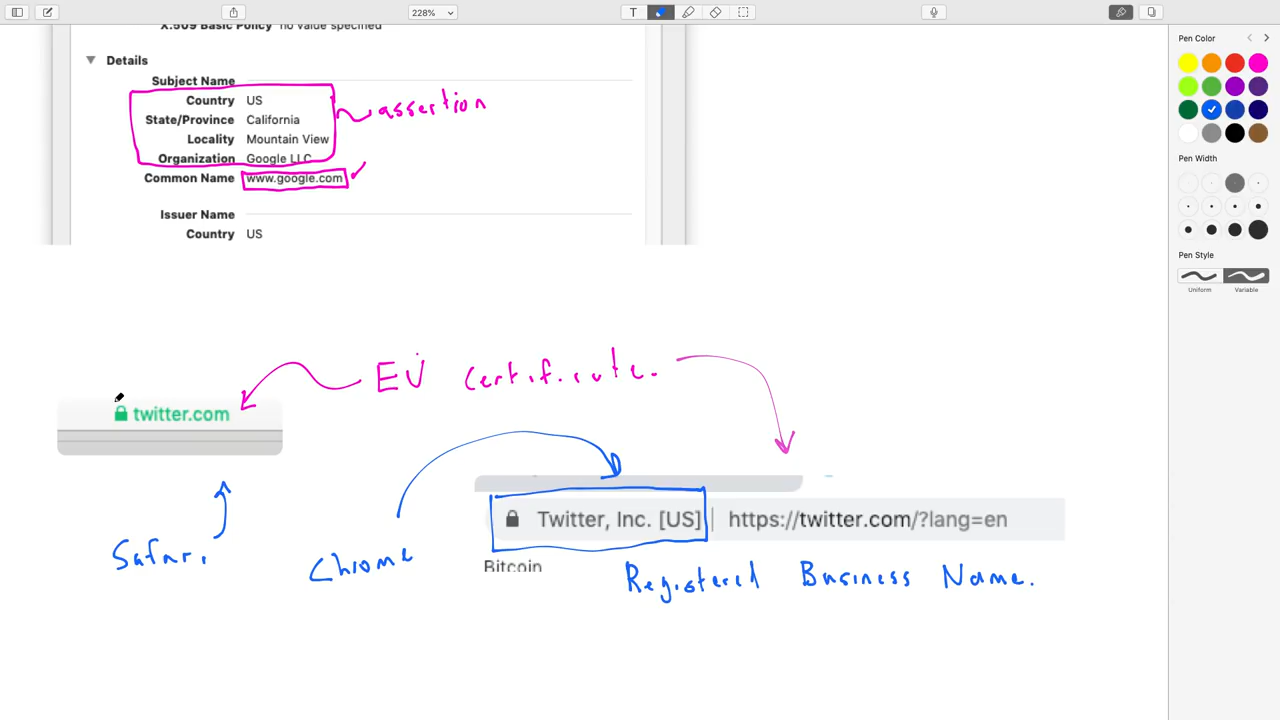 228%
T
X.509 Basic Policy no value specified
Pen Color
Details
Subject Name
Country US
State/Province California
Locality Mountain View
Organization Google LLC
Common Name www.google.com
assertion
Issuer Name
Country US
Pen Width
Pen Style
Uniform Variable
EV certificate.
twitter.com
Twitter, Inc. [US] https://twitter.com/?lang=en
Safari
Chrome
Bitcoin
Registered Business Name.